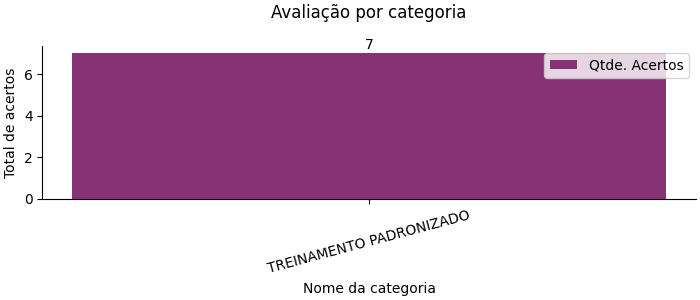 Avaliação por categoria
7
Qtde. Acertos
Total de acertos
6
4
2
0
TREINAMENTO PADRONIZADO
Nome da categoria